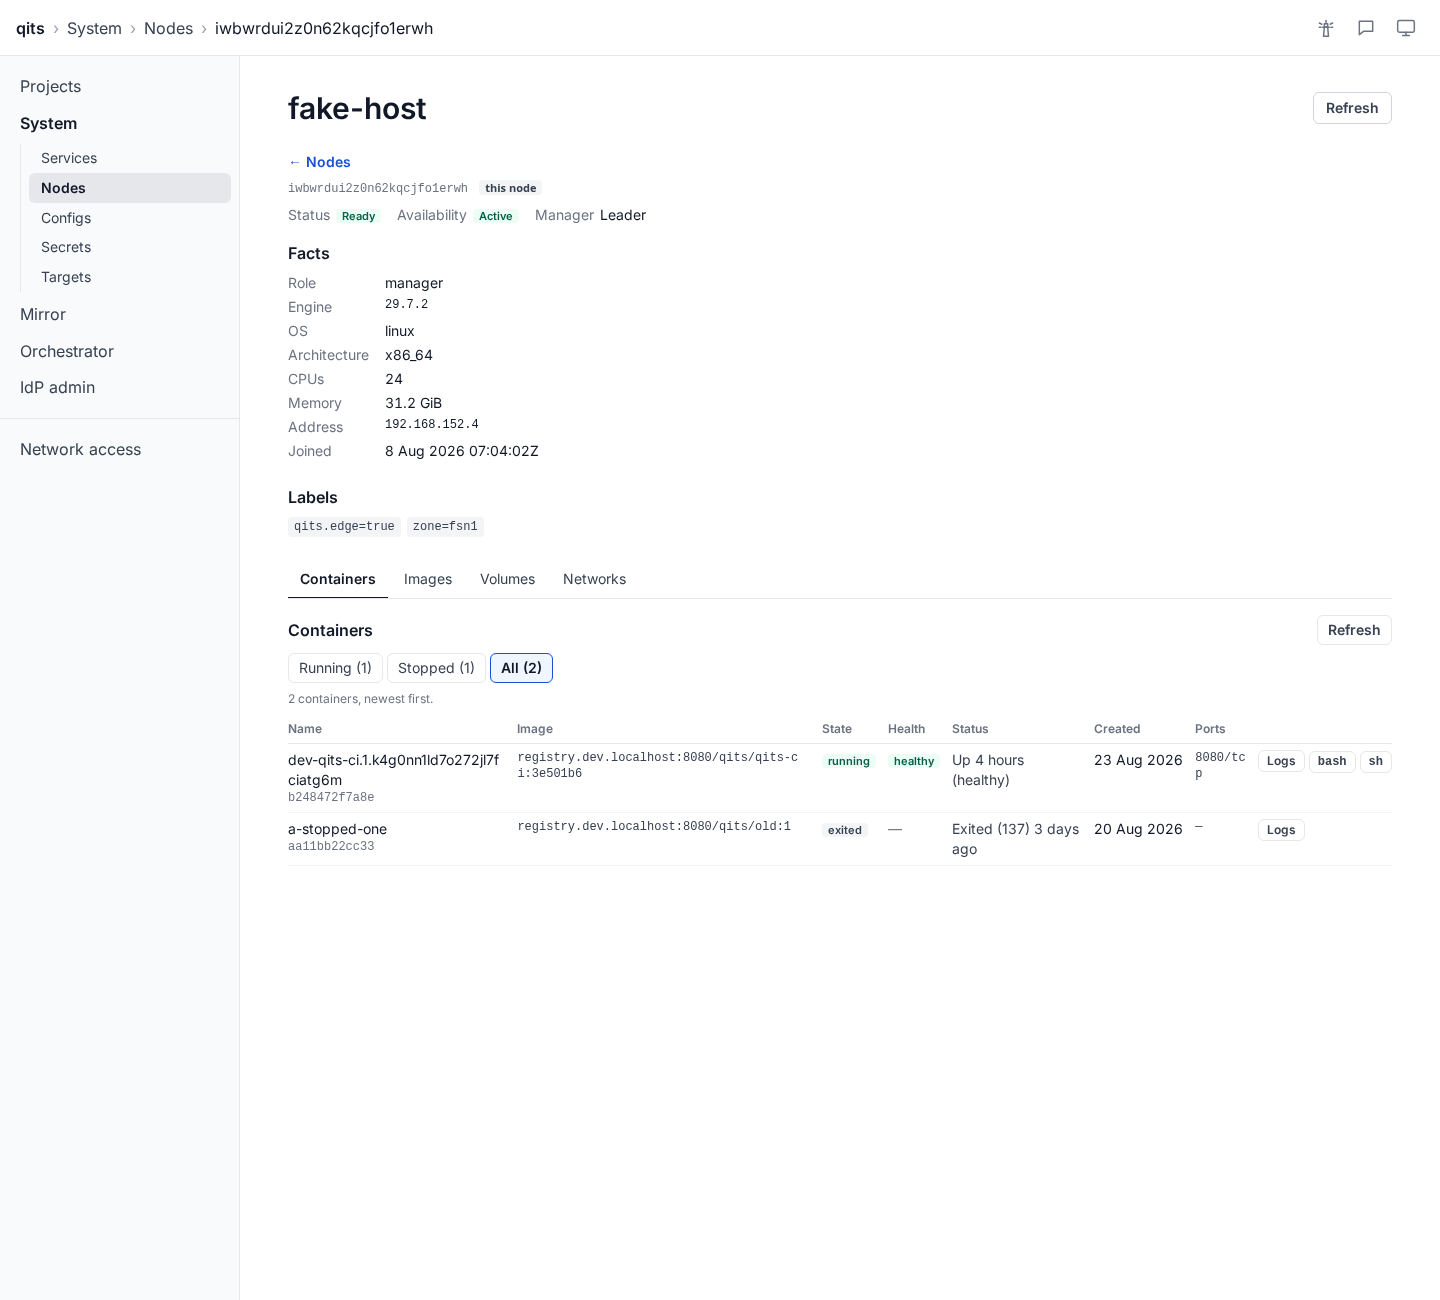 qits › System › Nodes › iwbwrdui2z0n62kqcjfo1erwh
Projects
System
Services
Nodes
Configs
Secrets
Targets
Mirror
Orchestrator
IdP admin
Network access
fake-host
Refresh
← Nodes
iwbwrdui2z0n62kqcjfo1erwh this node
Status Ready Availability Active Manager Leader
Facts
Role manager
Engine 29.7.2
OS linux
Architecture x86_64
CPUs 24
Memory 31.2 GiB
Address 192.168.152.4
Joined 8 Aug 2026 07:04:02Z
Labels
qits.edge=true zone=fsn1
Containers Images Volumes Networks
Containers
Refresh
Running (1) Stopped (1) All (2)
2 containers, newest first.
Name Image State Health Status Created Ports
dev-qits-ci.1.k4g0nn1ld7o272jl7f registry.dev.localhost:8080/qits/qits-c running healthy Up 4 hours 23 Aug 2026 8080/tc Logs bash sh
ciatg6m i:3e501b6 (healthy) p
b248472f7a8e
a-stopped-one registry.dev.localhost:8080/qits/old:1 exited — Exited (137) 3 days 20 Aug 2026 — Logs
aa11bb22cc33 ago